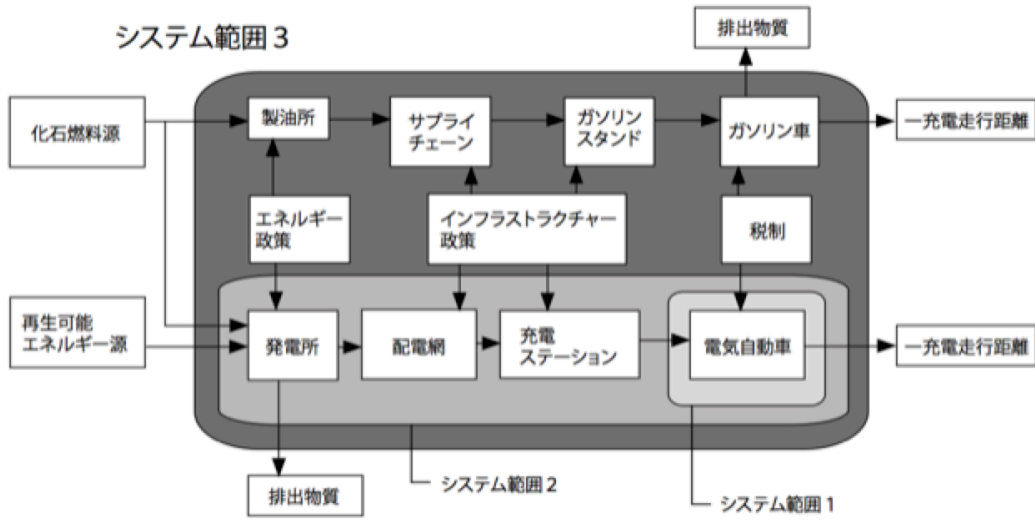 システム範囲3
排出物質
化石燃料源
製油所
サプライ
チェーン
ガソリン
スタンド
ガソリン車
一充電走行距離
エネルギー
政策
インフラストラクチャー
政策
税制
再生可能
エネルギー源
発電所
配電網
充電
ステーション
電気自動車
一充電走行距離
排出物質
システム範囲2
システム範囲1